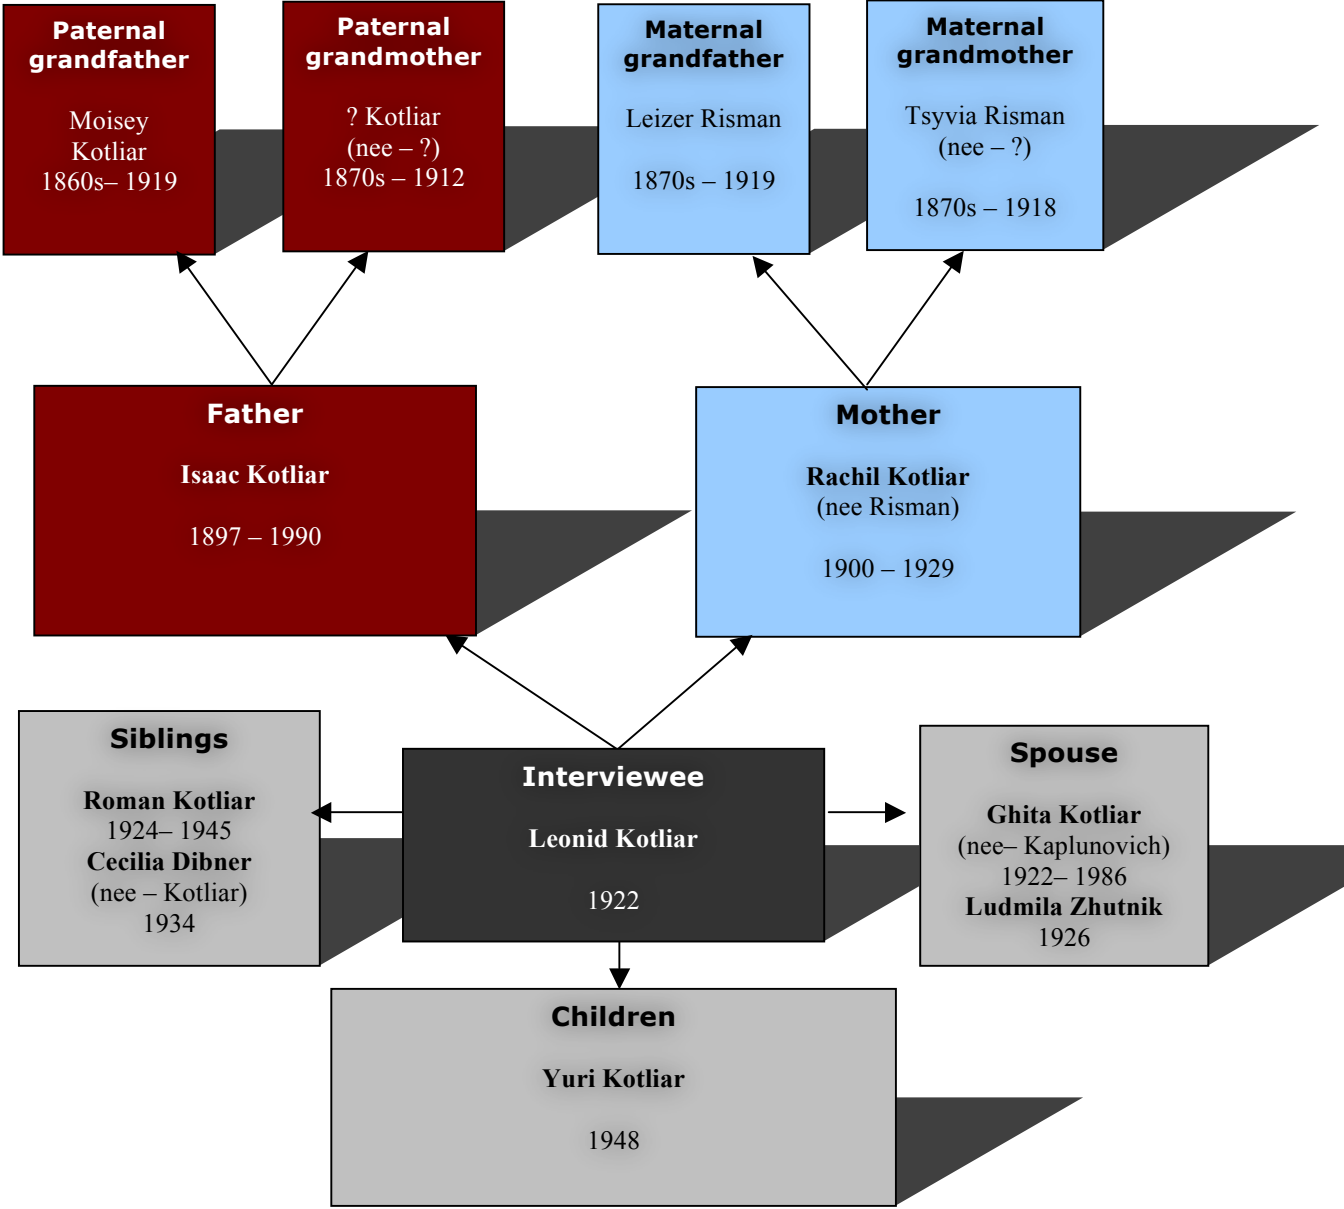 Paternal
grandfather
Moisey
Kotliar
1860s– 1919
Paternal
grandmother
? Kotliar
(nee – ?)
1870s – 1912
Maternal
grandfather
Leizer Risman
1870s – 1919
Maternal
grandmother
Tsyvia Risman
(nee – ?)
1870s – 1918
Father
Isaac Kotliar
1897 – 1990
Mother
Rachil Kotliar
(nee Risman)
1900 – 1929
Siblings
Roman Kotliar
1924– 1945
Cecilia Dibner
(nee – Kotliar)
1934
Interviewee
Leonid Kotliar
1922
Spouse
Ghita Kotliar
(nee– Kaplunovich)
1922– 1986
Ludmila Zhutnik
1926
Children
Yuri Kotliar
1948